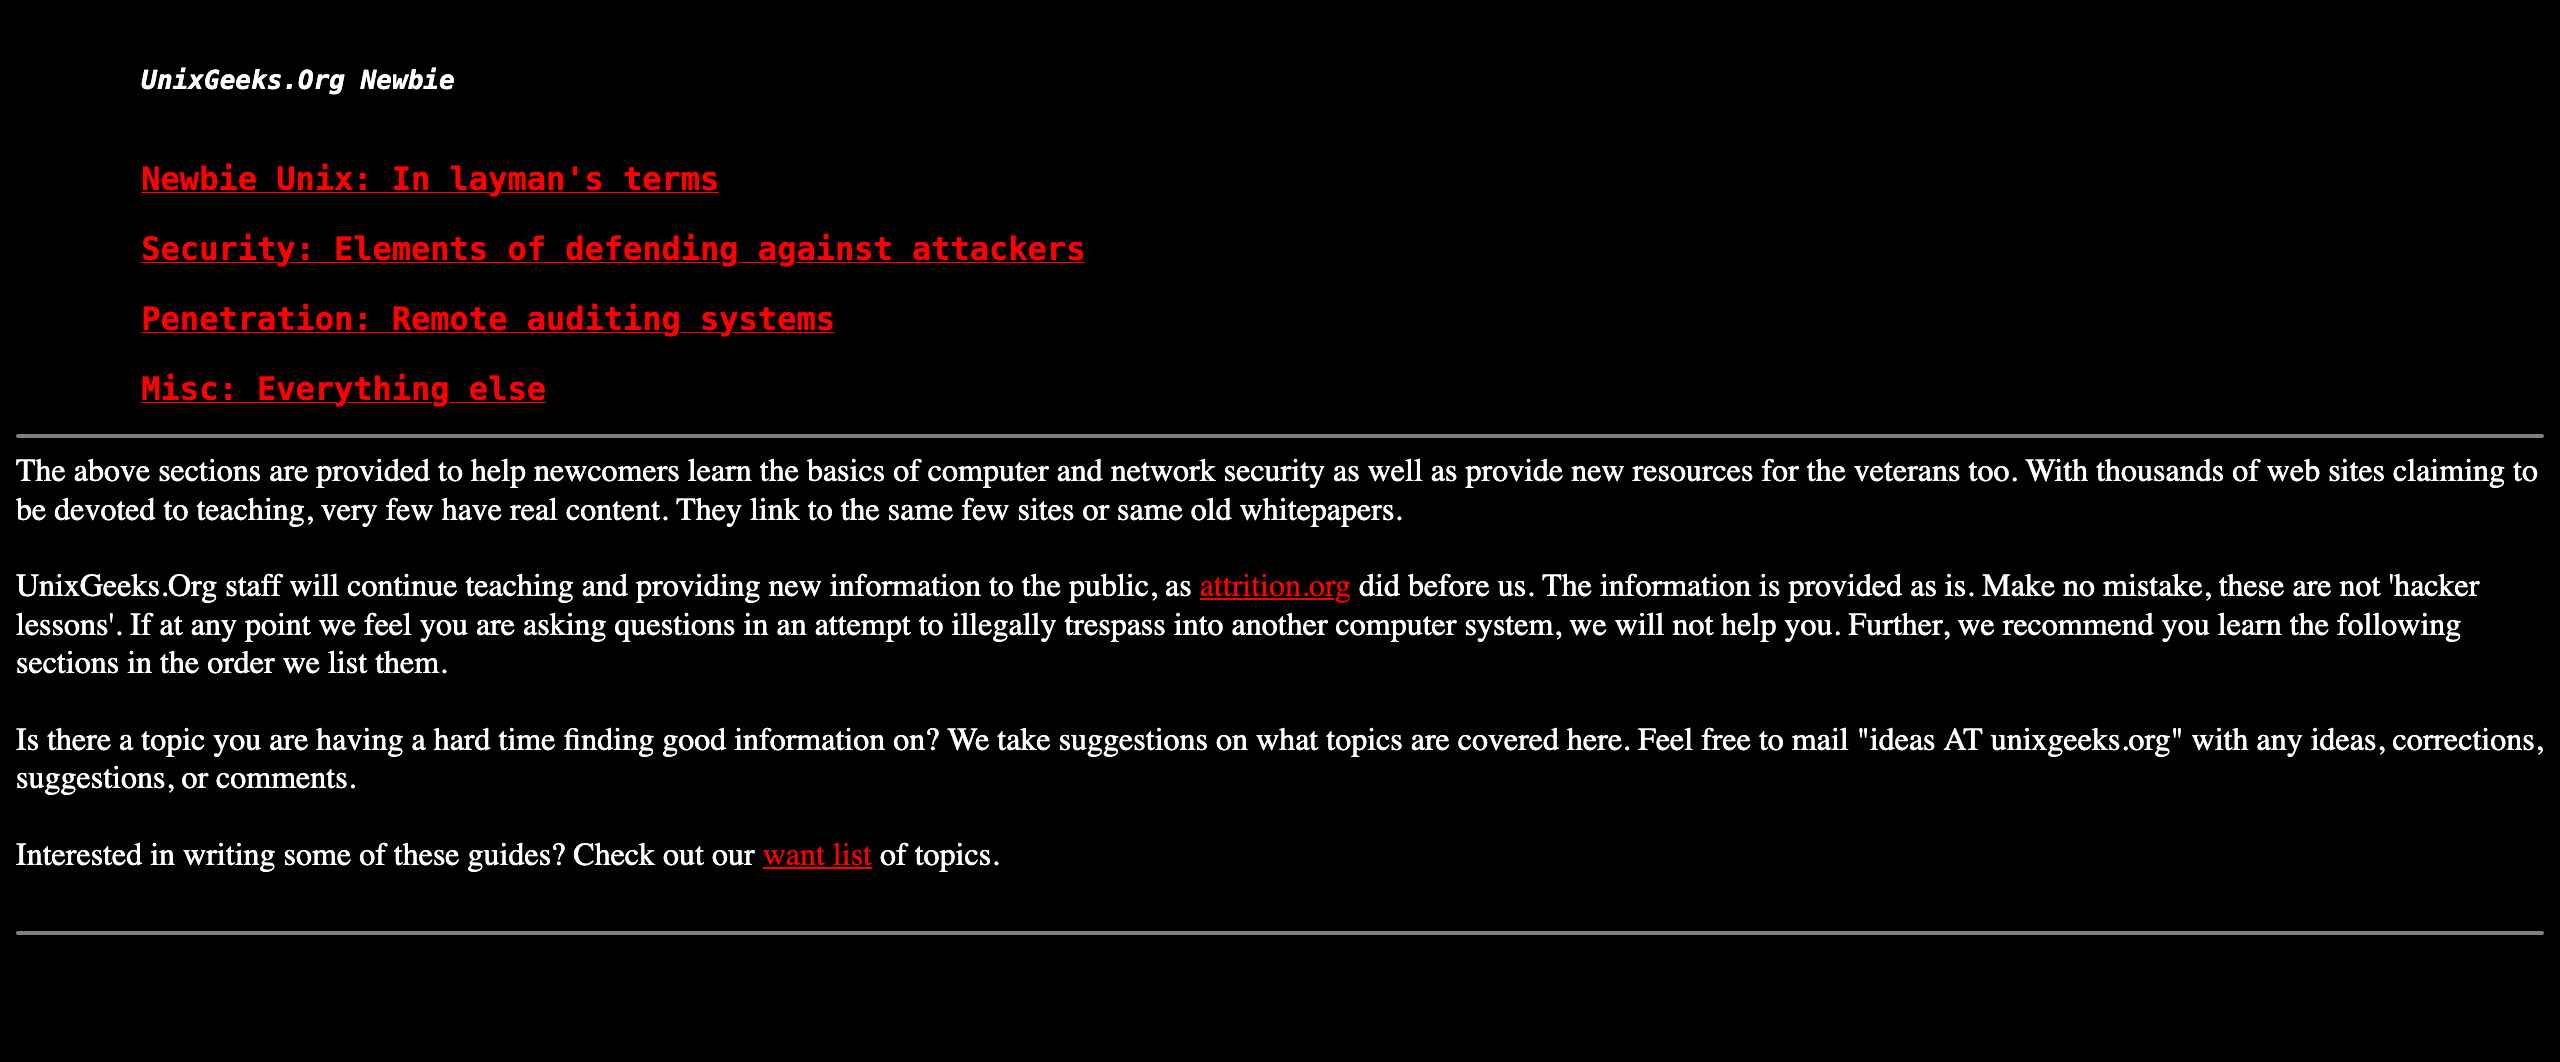 UnixGeeks.Org Newbie
Newbie Unix: In layman's terms
Security: Elements of defending against attackers
Penetration: Remote auditing systems
Misc: Everything else
The above sections are provided to help newcomers learn the basics of computer and network security as well as provide new resources for the veterans too. With thousands of web sites claiming to
be devoted to teaching, very few have real content. They link to the same few sites or same old whitepapers.
UnixGeeks.Org staff will continue teaching and providing new information to the public, as attrition.org did before us. The information is provided as is. Make no mistake, these are not 'hacker
lessons'. If at any point we feel you are asking questions in an attempt to illegally trespass into another computer system, we will not help you. Further, we recommend you learn the following
sections in the order we list them.
Is there a topic you are having a hard time finding good information on? We take suggestions on what topics are covered here. Feel free to mail "ideas AT unixgeeks.org" with any ideas, corrections,
suggestions, or comments.
Interested in writing some of these guides? Check out our want list of topics.